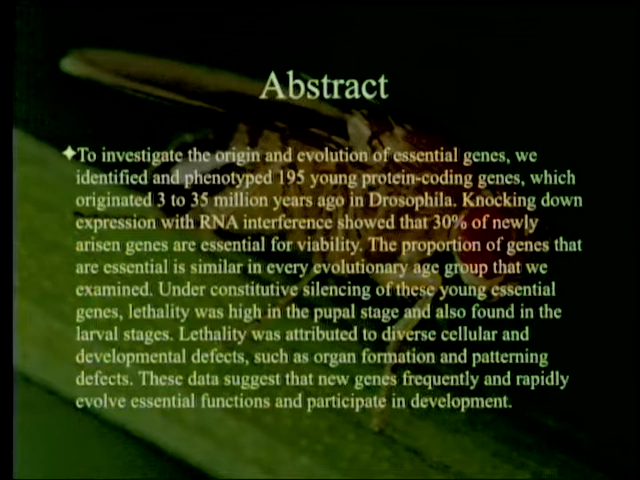 Abstract
To investigate the origin and evolution of essential genes, we
identified and phenotyped 195 young protein-coding genes, which
originated 3 to 35 million years ago in Drosophila. Knocking down
expression with RNA interference showed that 30% of newly
arisen genes are essential for viability. The proportion of genes that
are essential is similar in every evolutionary age group that we
examined. Under constitutive silencing of these young essential
genes, lethality was high in the pupal stage and also found in the
larval stages. Lethality was attributed to diverse cellular and
developmental defects, such as organ formation and patterning
defects. These data suggest that new genes frequently and rapidly
evolve essential functions and participate in development.